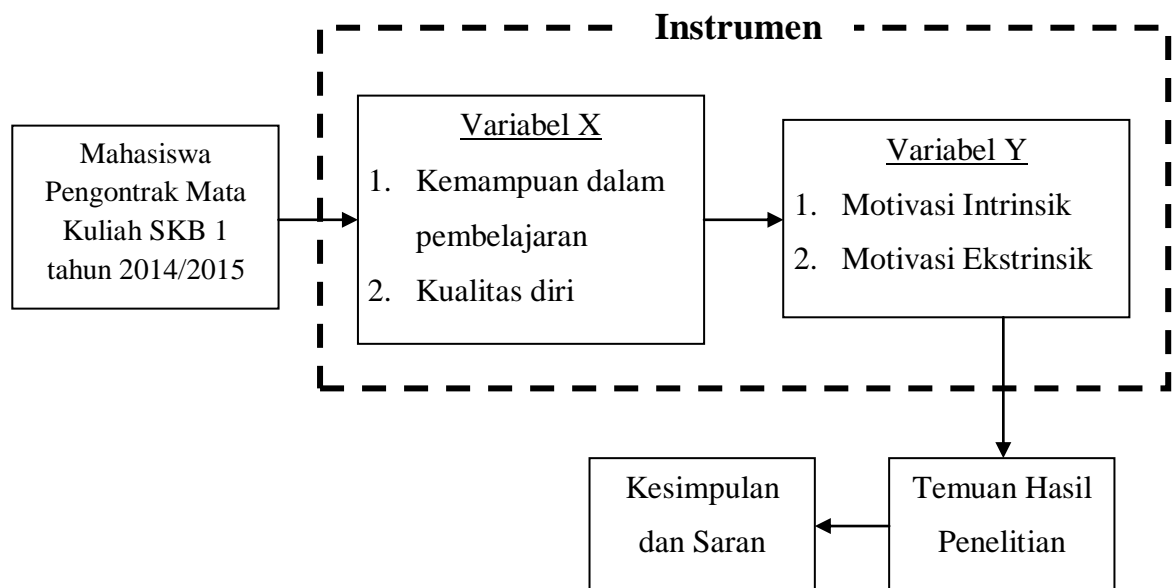 Instrumen
Mahasiswa
Pengontrak Mata
Kuliah SKB 1
tahun 2014/2015
Variabel X
1. Kemampuan dalam
pembelajaran
2. Kualitas diri
Variabel Y
1. Motivasi Intrinsik
2. Motivasi Ekstrinsik
Temuan Hasil
Penelitian
Kesimpulan
dan Saran